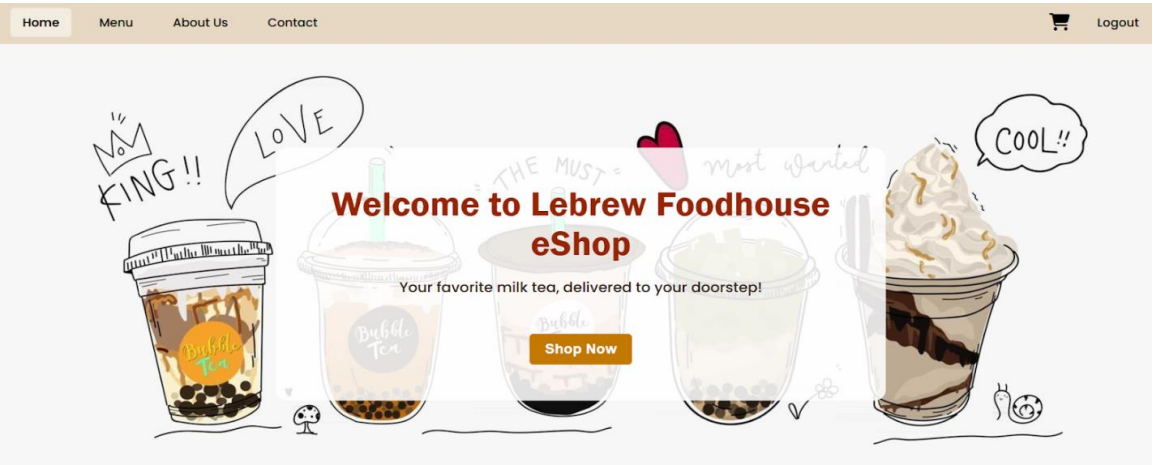 Home Menu About Us Contact Logout
KING!!
LOVE
"THE MUST"
most wanted
COOL!!
Welcome to Lebrew Foodhouse
eShop
Your favorite milk tea, delivered to your doorstep!
Shop Now
Bubble
Tea
Bubble
Tea
Bubble